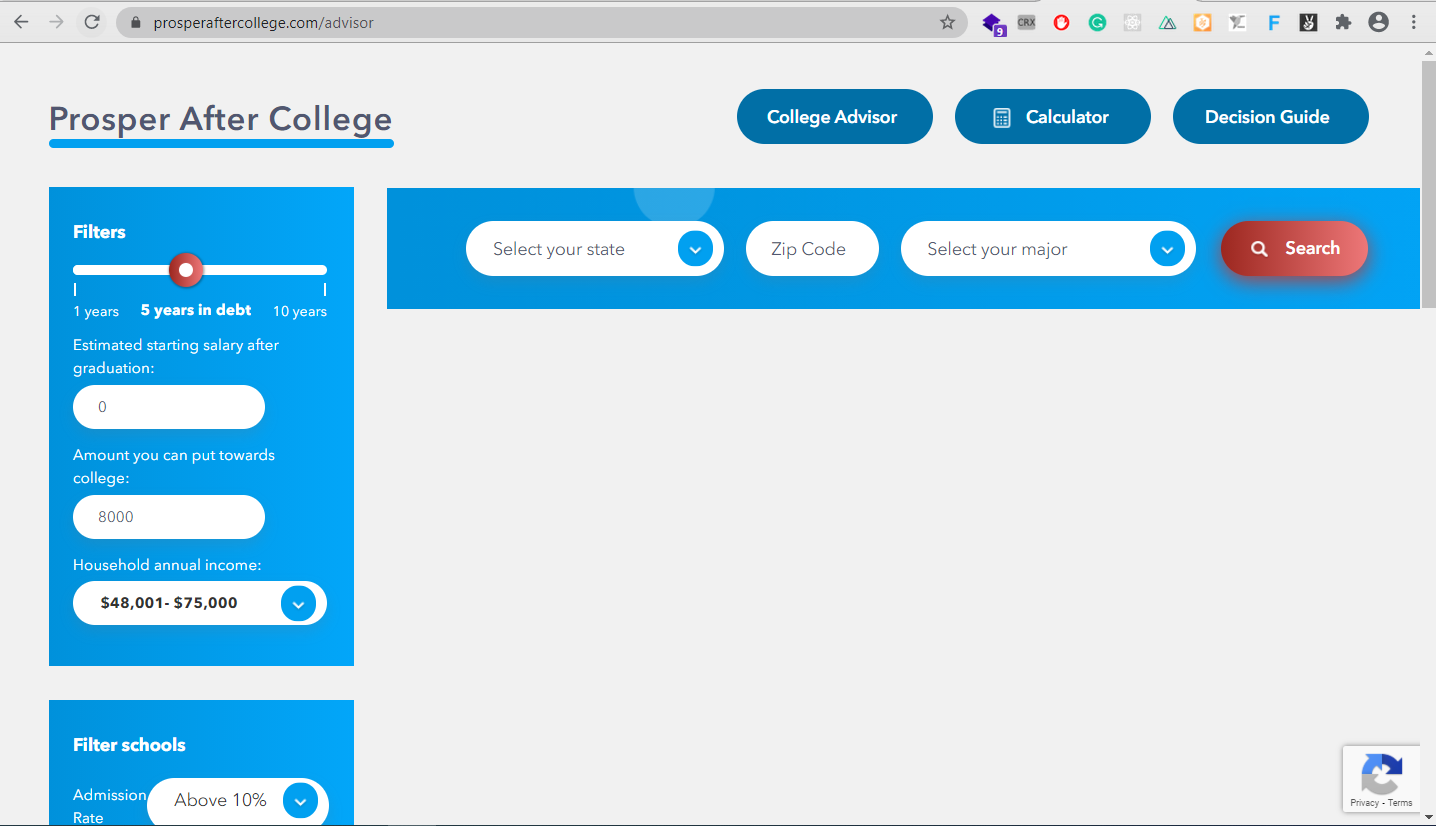 prosperaftercollege.com/advisor
9
CRX
Prosper After College
College Advisor
Calculator
Decision Guide
Filters
1 years
5 years in debt
10 years
Estimated starting salary after
graduation:
0
Amount you can put towards
college:
8000
Household annual income:
$48,001- $75,000
Select your state
Zip Code
Select your major
Search
Filter schools
Admission
Rate
Above 10%
Privacy - Terms